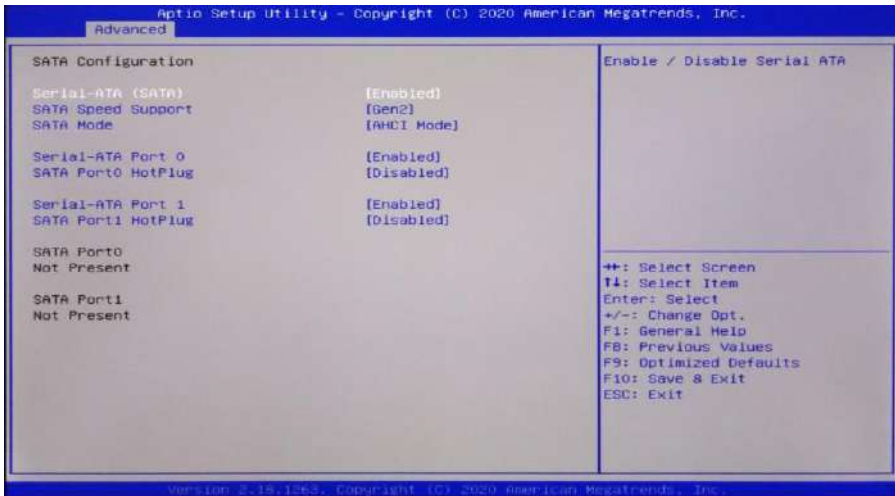 Aptio Setup Utility - Copyright (C) 2020 American Megatrends, Inc.
Advanced
SATA Configuration
Serial-ATA (SATA) [Enabled]
SATA Speed Support [Gen2]
SATA Mode [AHCI Mode]
Serial-ATA Port 0 [Enabled]
SATA Port0 HotPlug [Disabled]
Serial-ATA Port 1 [Enabled]
SATA Port1 HotPlug [Disabled]
SATA Port0
Not Present
SATA Port1
Not Present
Enable / Disable Serial ATA
→←: Select Screen
↑↓: Select Item
Enter: Select
+/-: Change Opt.
F1: General Help
F8: Previous Values
F9: Optimized Defaults
F10: Save & Exit
ESC: Exit
Version 2.18.1263. Copyright (C) 2020 American Megatrends, Inc.